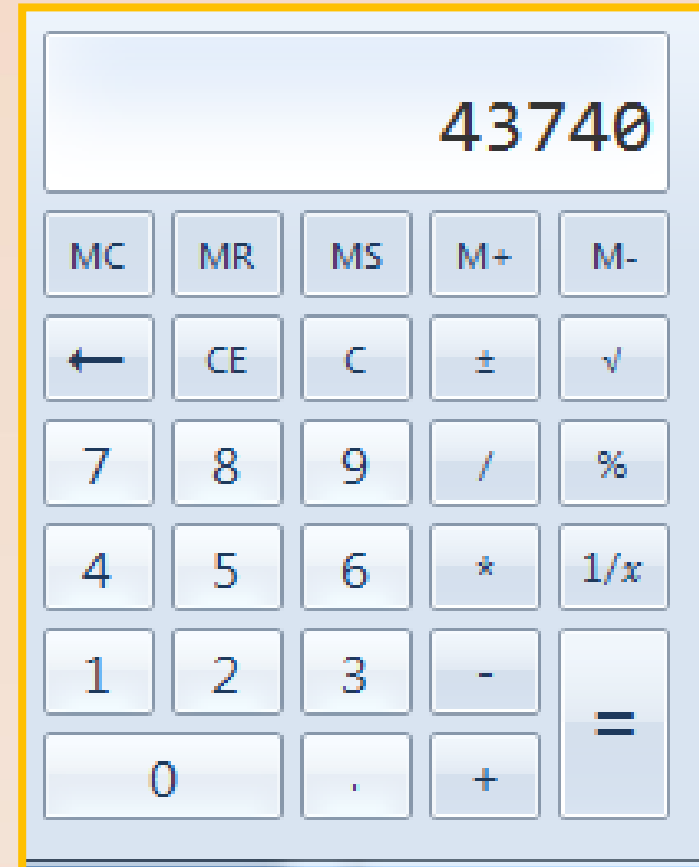 43740
MC MR MS M+ M-
← CE C ± √
7 8 9 / %
4 5 6 * 1/x
1 2 3 - =
0 . +